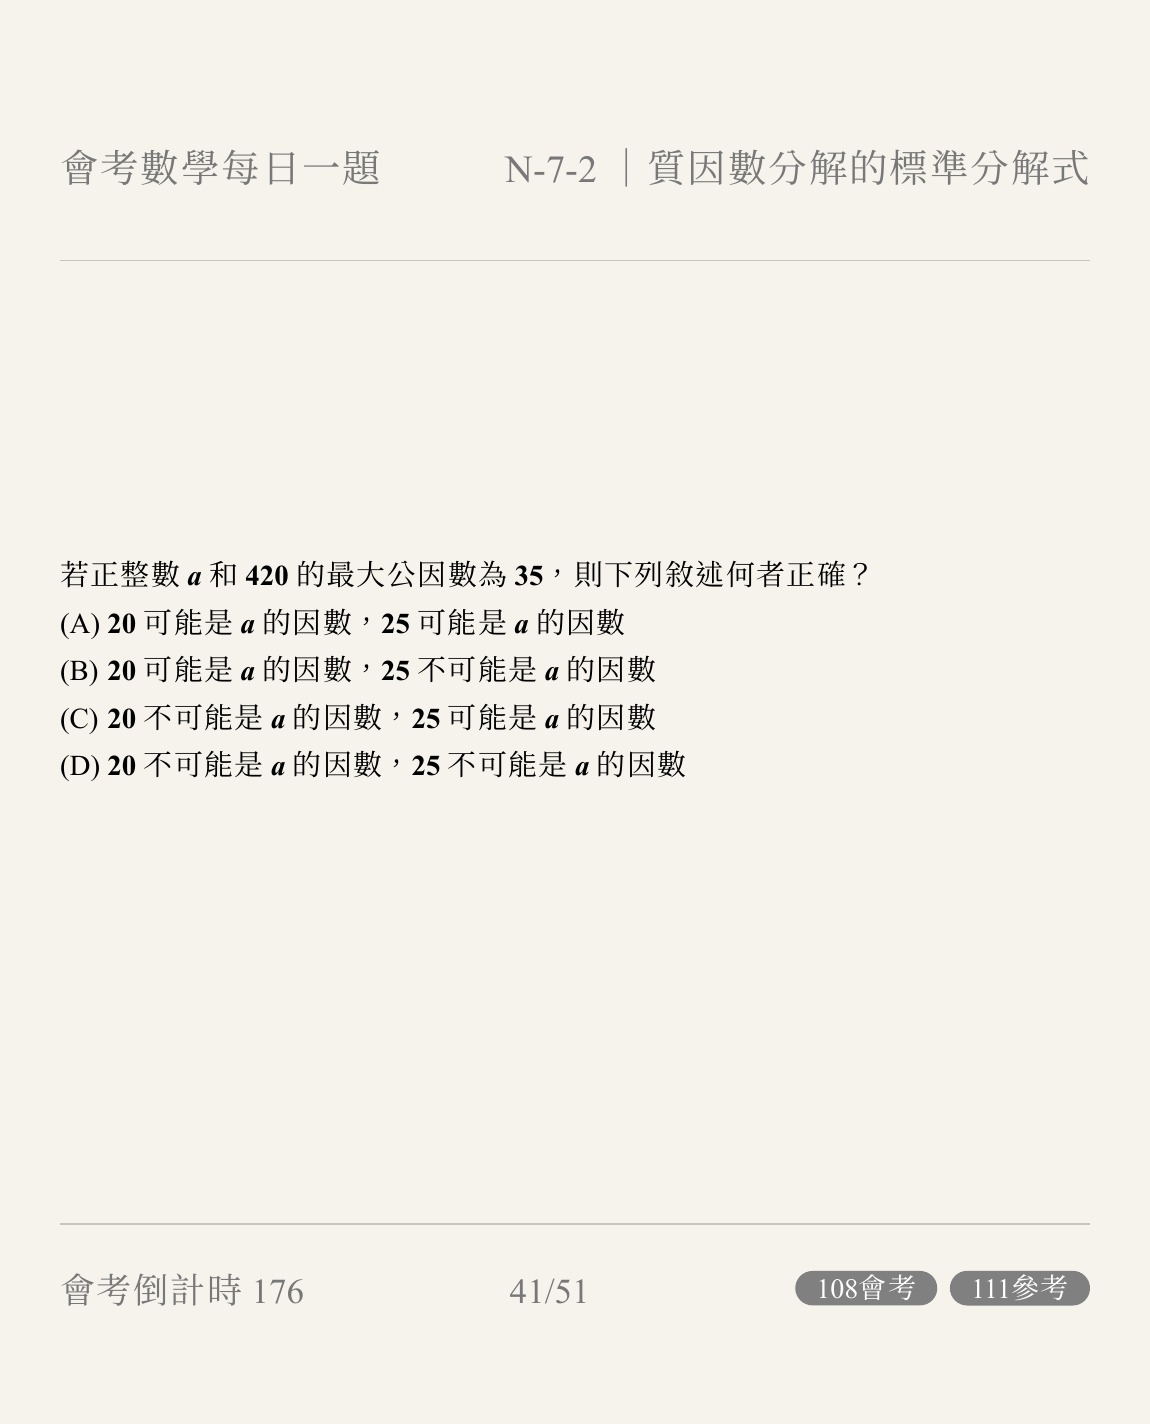 會考數學每日一題
N-7-2｜質因數分解的標準分解式
若正整數 a 和 420 的最大公因數為 35，則下列敘述何者正確？
(A) 20 可能是 a 的因數，25 可能是 a 的因數
(B) 20 可能是 a 的因數，25 不可能是 a 的因數
(C) 20 不可能是 a 的因數，25 可能是 a 的因數
(D) 20 不可能是 a 的因數，25 不可能是 a 的因數
會考倒計時 176
41/51
108會考
111參考